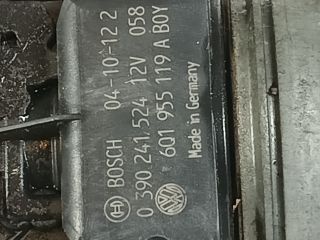 BOSCH 04-10-12 2
0 390 241 524 12V 058
6Q1 955 119 A BOY
Made in Germany